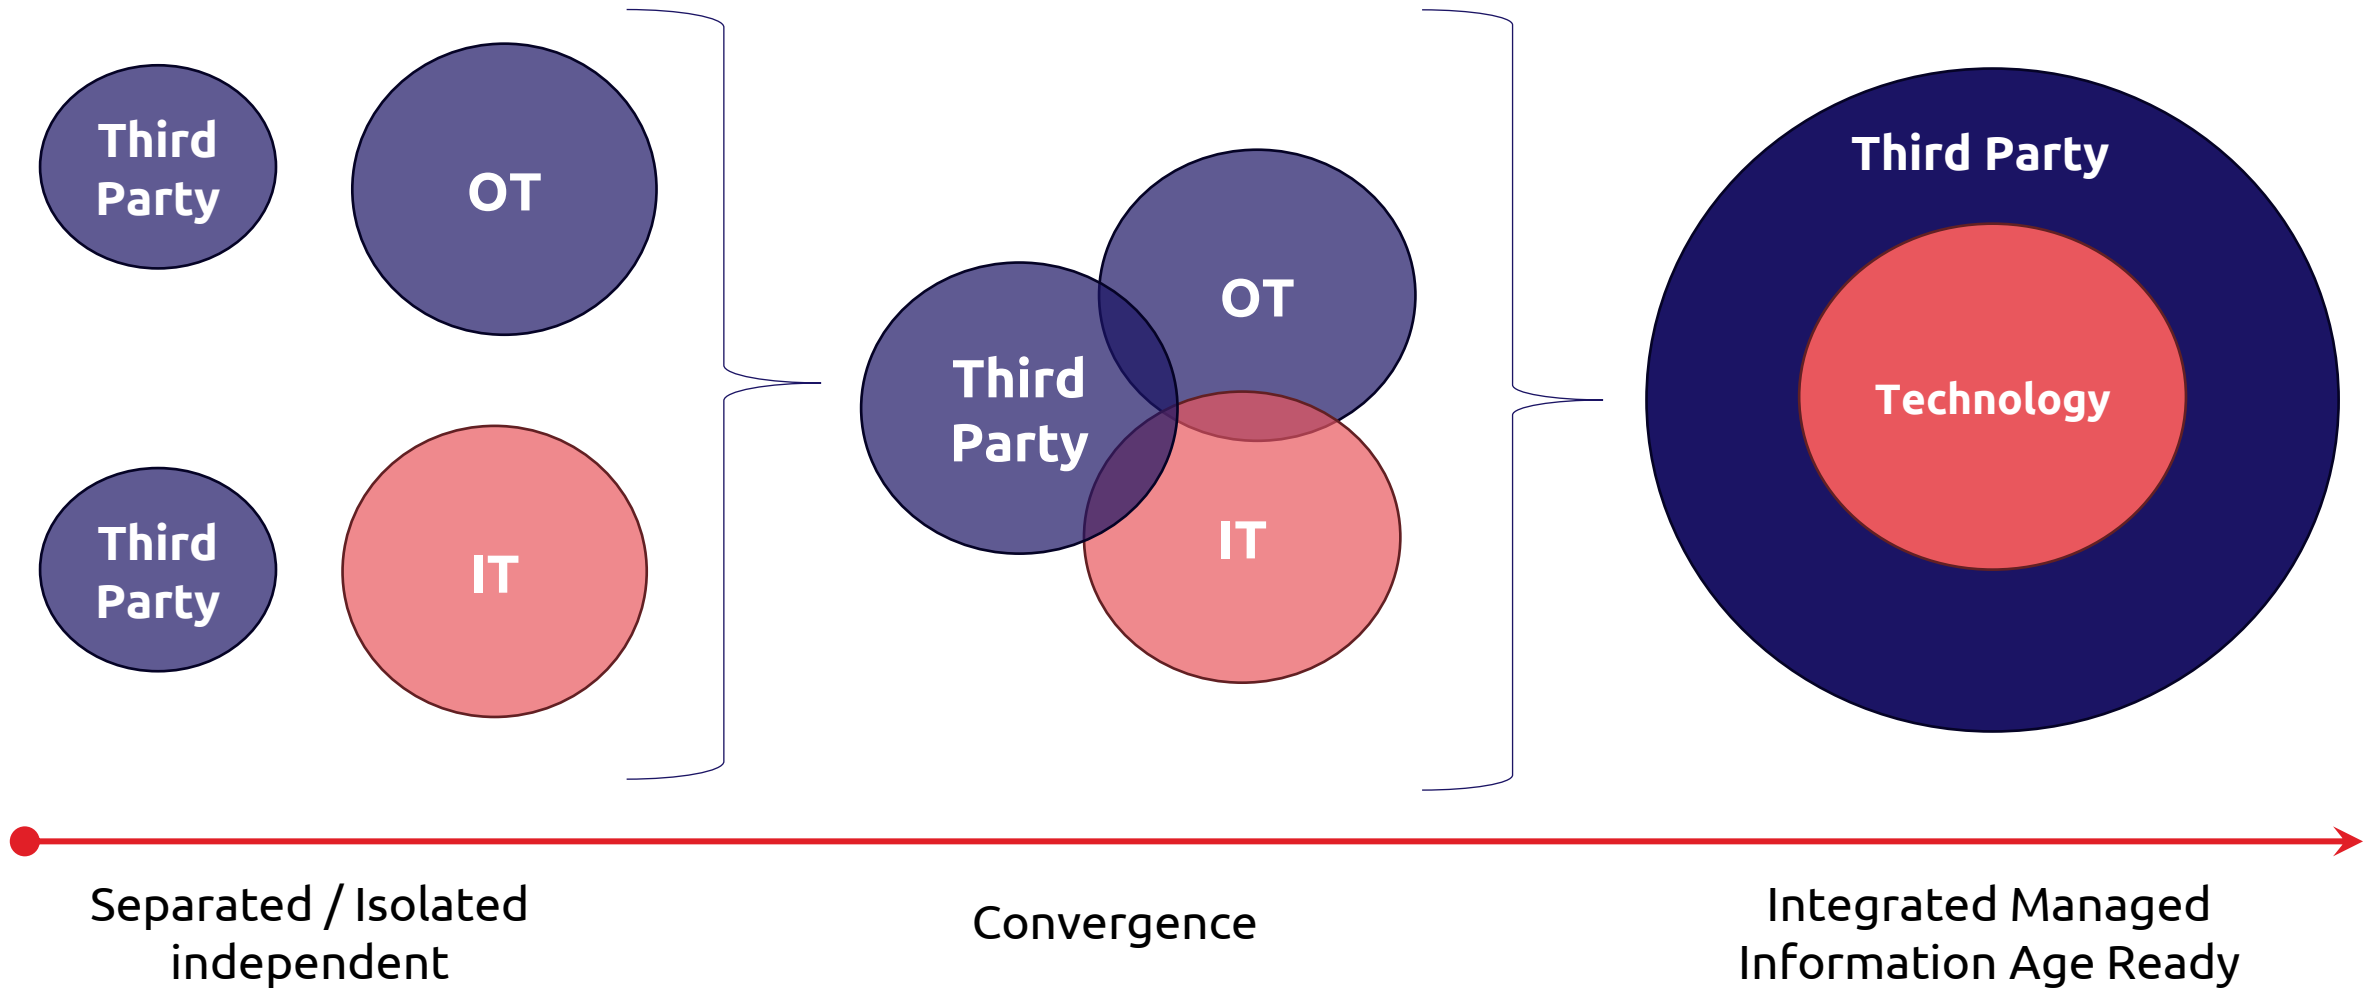 Third
Party
OT
Third
Party
IT
OT
Third
Party
IT
Third Party
Technology
Separated / Isolated
independent
Convergence
Integrated Managed
Information Age Ready